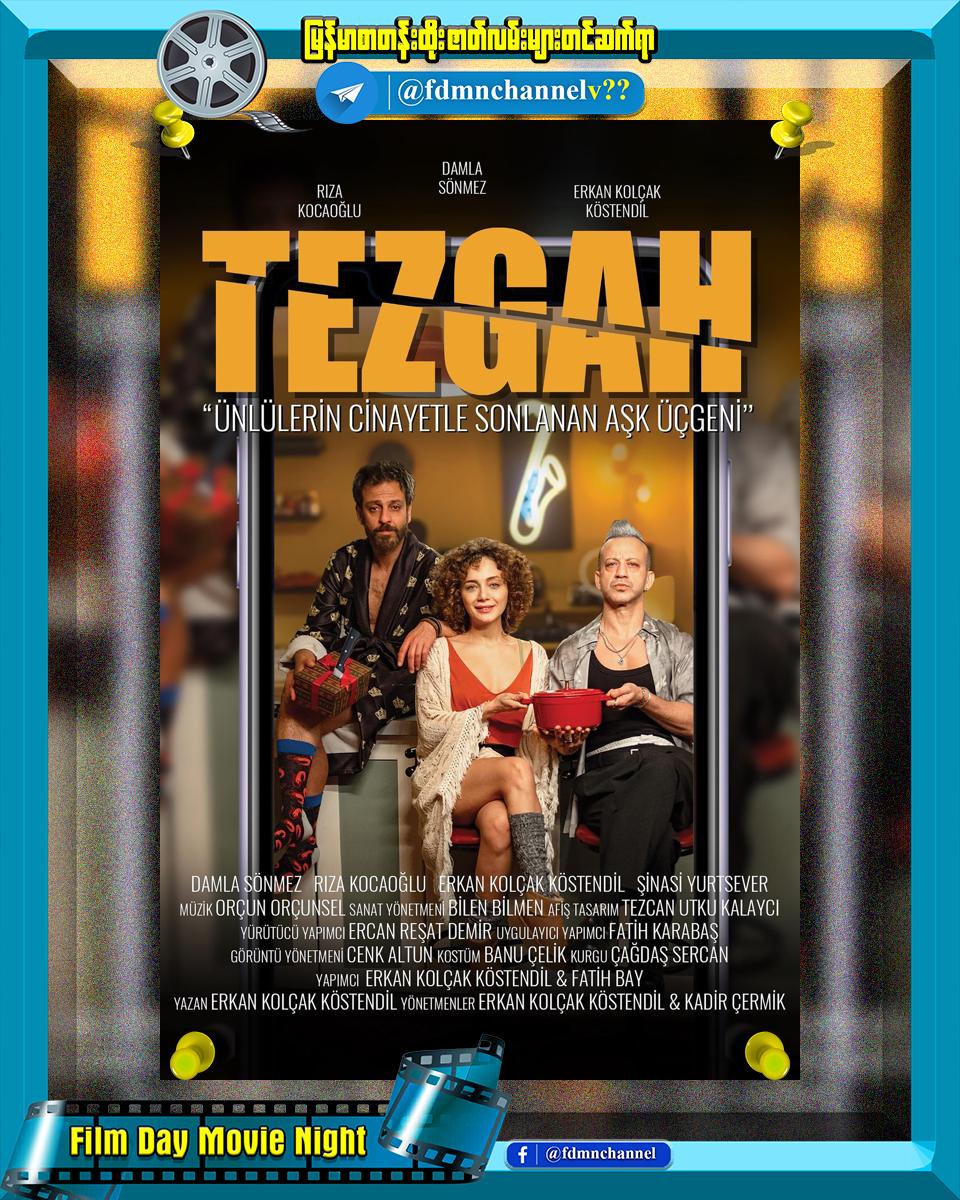 မြန်မာစာတန်းထိုးဇာတ်လမ်းများတင်ဆက်ရာ
@fdmnchannelv??
DAMLA
SÖNMEZ
RIZA
KOCAOĞLU
ERKAN KOLÇAK
KÖSTENDİL
TEZGAH
“ÜNLÜLERİN CİNAYETLE SONLANAN AŞK ÜÇGENİ”
DAMLA SÖNMEZ RIZA KOCAOĞLU ERKAN KOLÇAK KÖSTENDİL ŞİNASİ YURTSEVER
MÜZİK ORÇUN ORÇUNSEL SANAT YÖNETMENİ BİLEN BİLMEN AFİŞ TASARIM TEZCAN UTKU KALAYCI
YÜRÜTÜCÜ YAPIMCI ERCAN REŞAT DEMİR UYGULAYICI YAPIMCI FATİH KARABAŞ
GÖRÜNTÜ YÖNETMENİ CENK ALTUN KOSTÜM BANU ÇELİK KURGU ÇAĞDAŞ SERCAN
YAPIMCI ERKAN KOLÇAK KÖSTENDİL & FATİH BAY
YAZAN ERKAN KOLÇAK KÖSTENDİL YÖNETMENLER ERKAN KOLÇAK KÖSTENDİL & KADİR ÇERMİK
Film Day Movie Night
@fdmnchannel